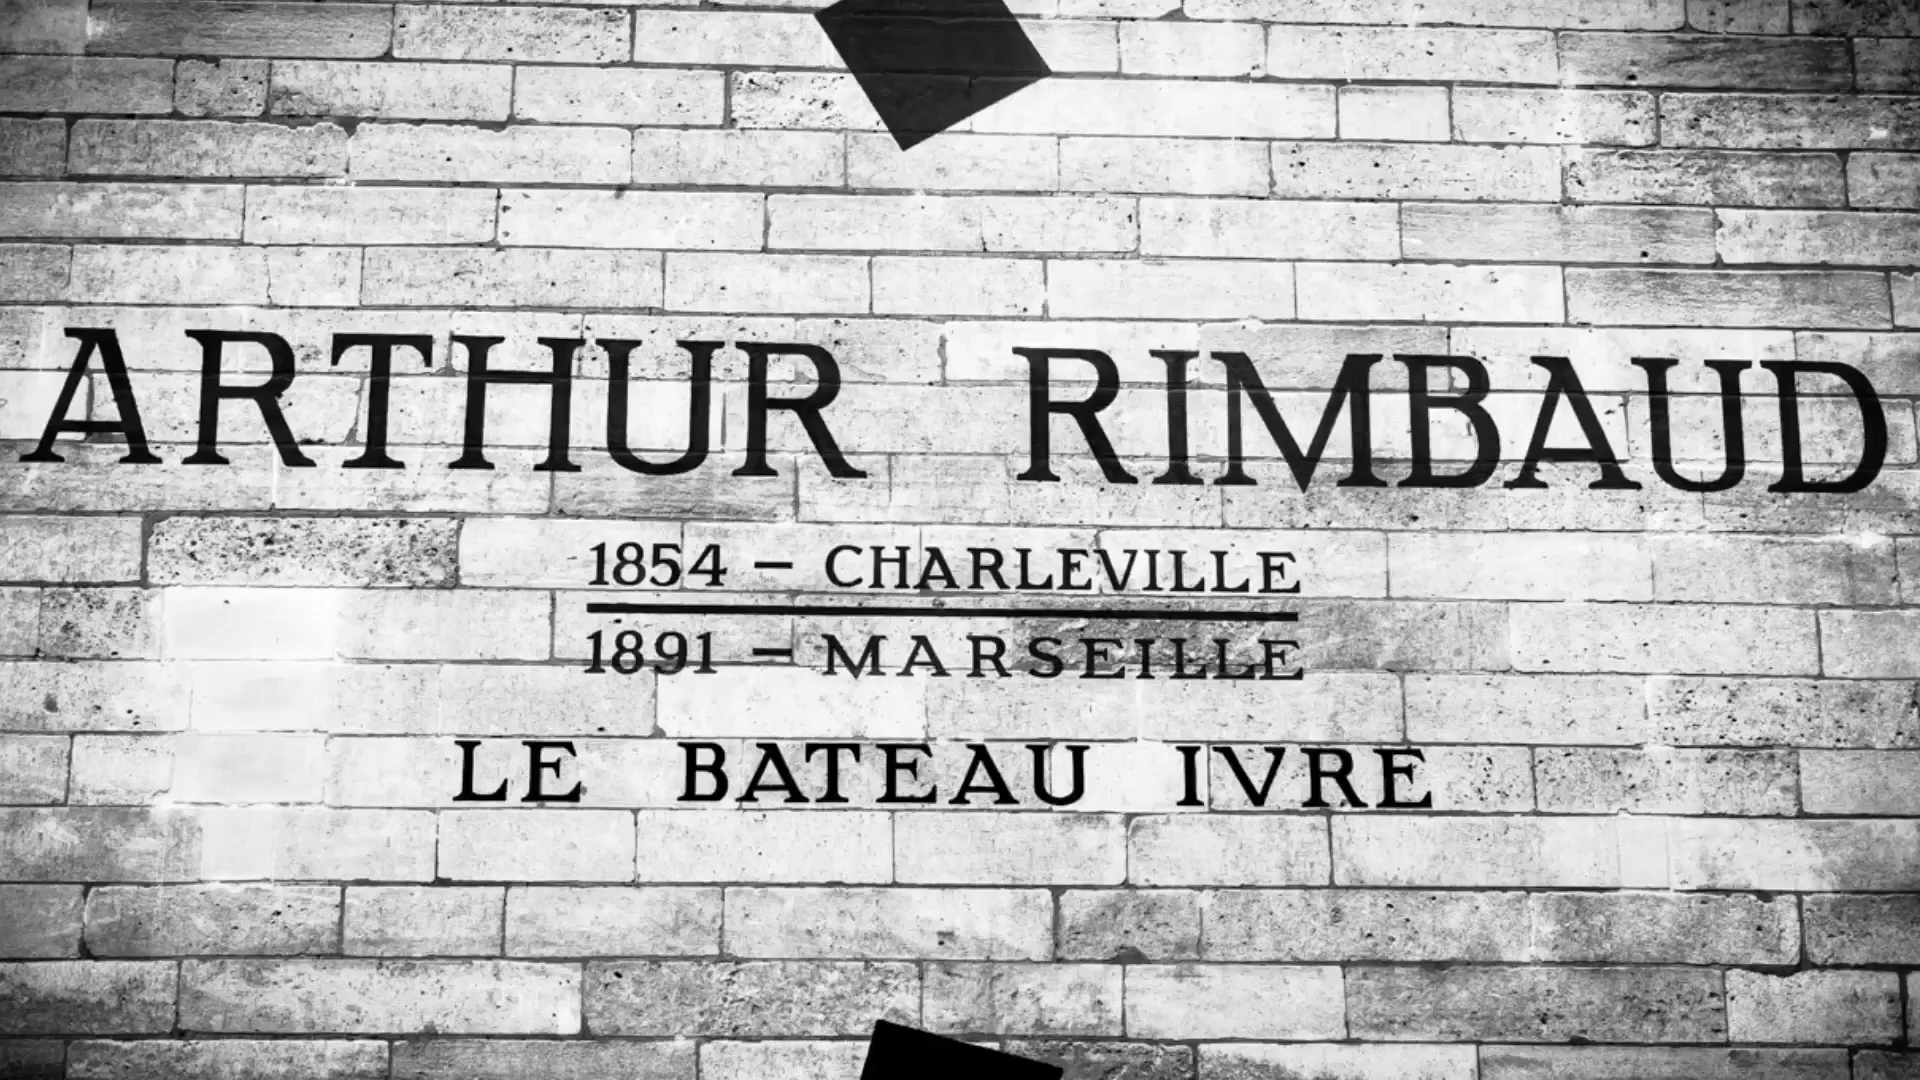 ARTHUR RIMBAUD
1854 – CHARLEVILLE
1891 – MARSEILLE
LE BATEAU IVRE